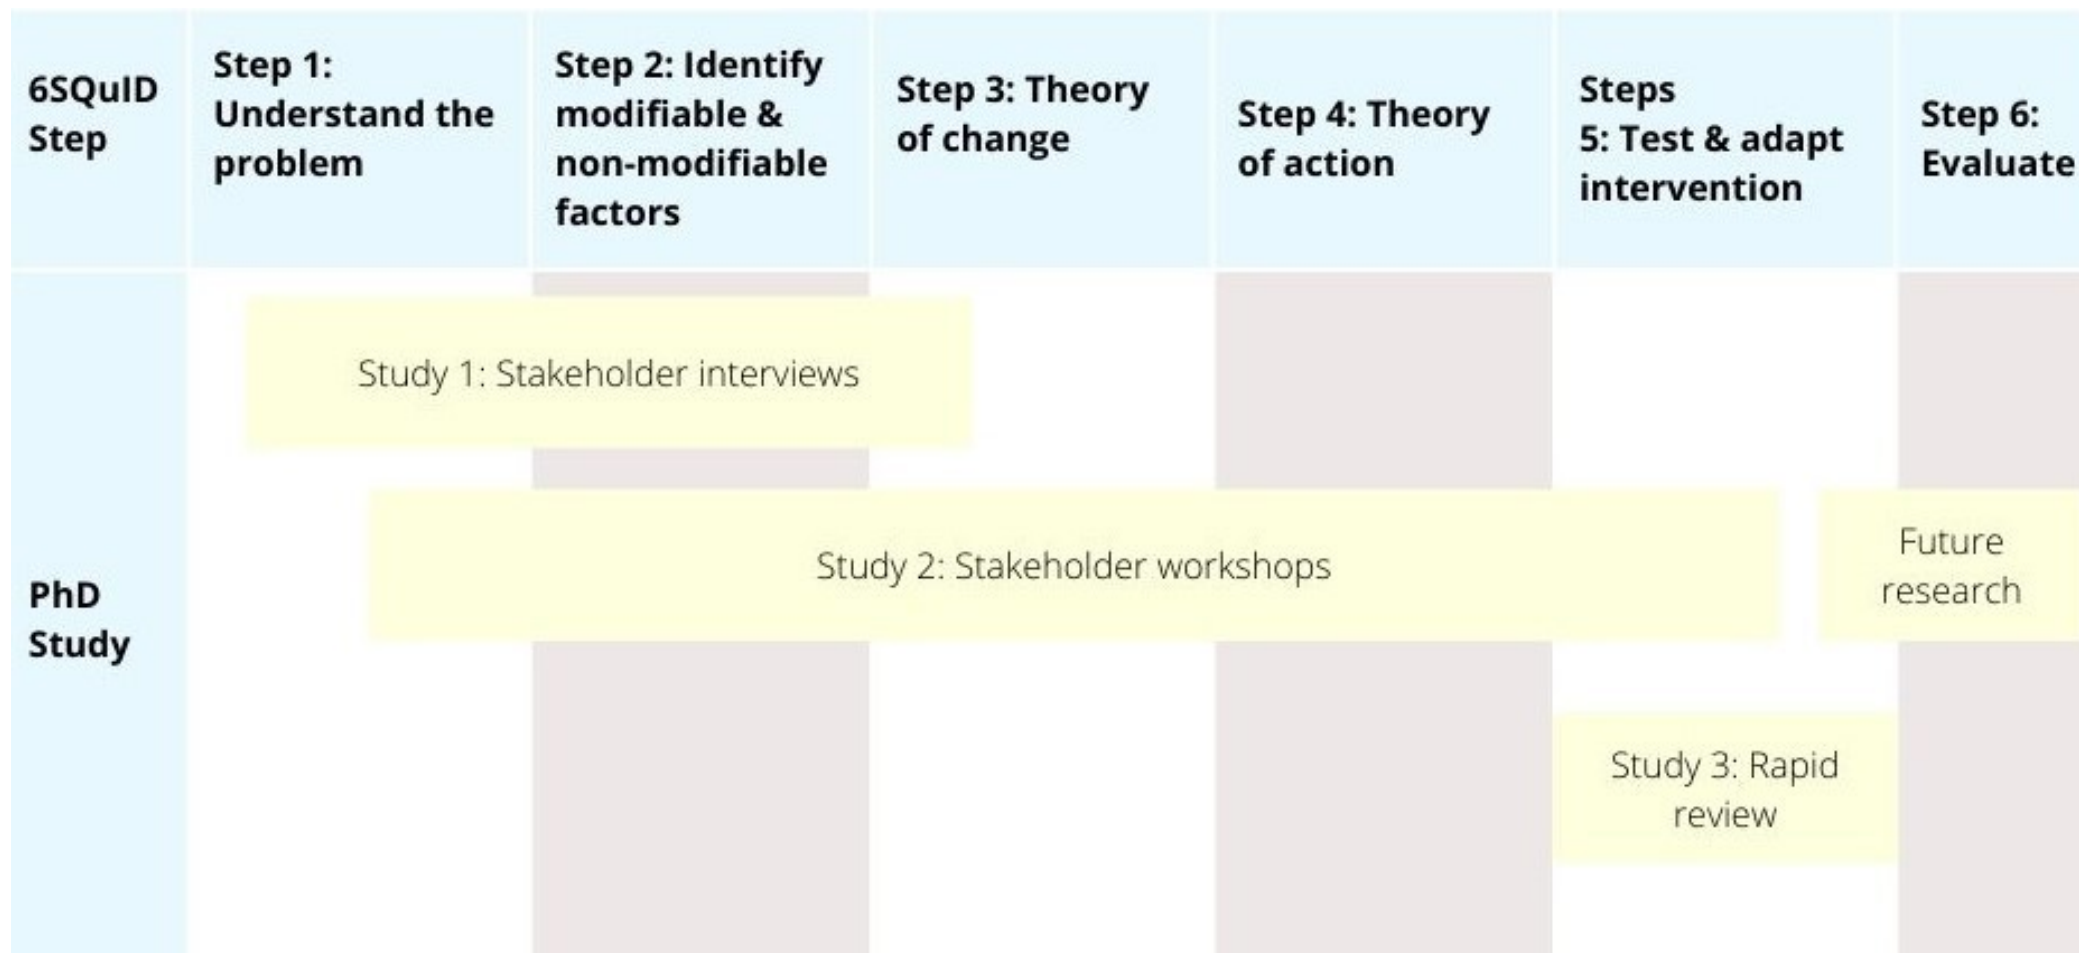 6SQuID
Step
Step 1:
Understand the
problem
Step 2: Identify
modifiable &
non-modifiable
factors
Step 3: Theory
of change
Step 4: Theory
of action
Steps
5: Test & adapt
intervention
Step 6:
Evaluate
PhD
Study
Study 1: Stakeholder interviews
Study 2: Stakeholder workshops
Future
research
Study 3: Rapid
review